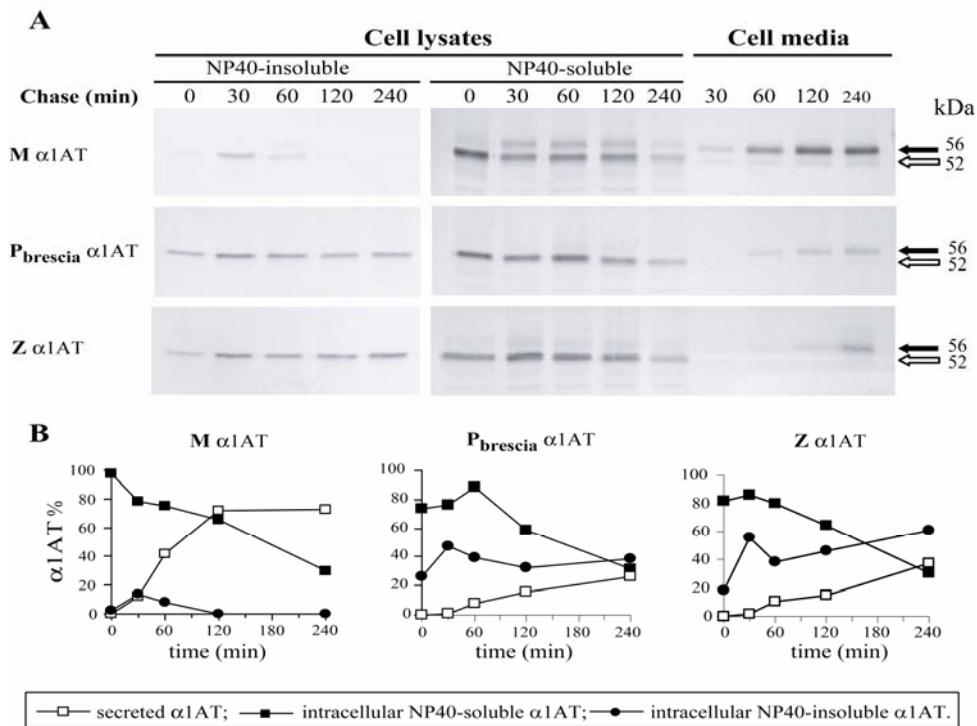 A
Cell lysates Cell media
NP40-insoluble NP40-soluble
Chase (min) 0 30 60 120 240 0 30 60 120 240 30 60 120 240 kDa
M α1AT 56
52
Pbrescia α1AT 56
52
Z α1AT 56
52
B
M α1AT Pbrescia α1AT Z α1AT
α1AT %
100 100 100
80 80 80
60 60 60
40 40 40
20 20 20
0 0 0
0 60 120 240 0 60 120 240 0 60 120 240
time (min) time (min) time (min)
secreted α1AT; intracellular NP40-soluble α1AT; intracellular NP40-insoluble α1AT.